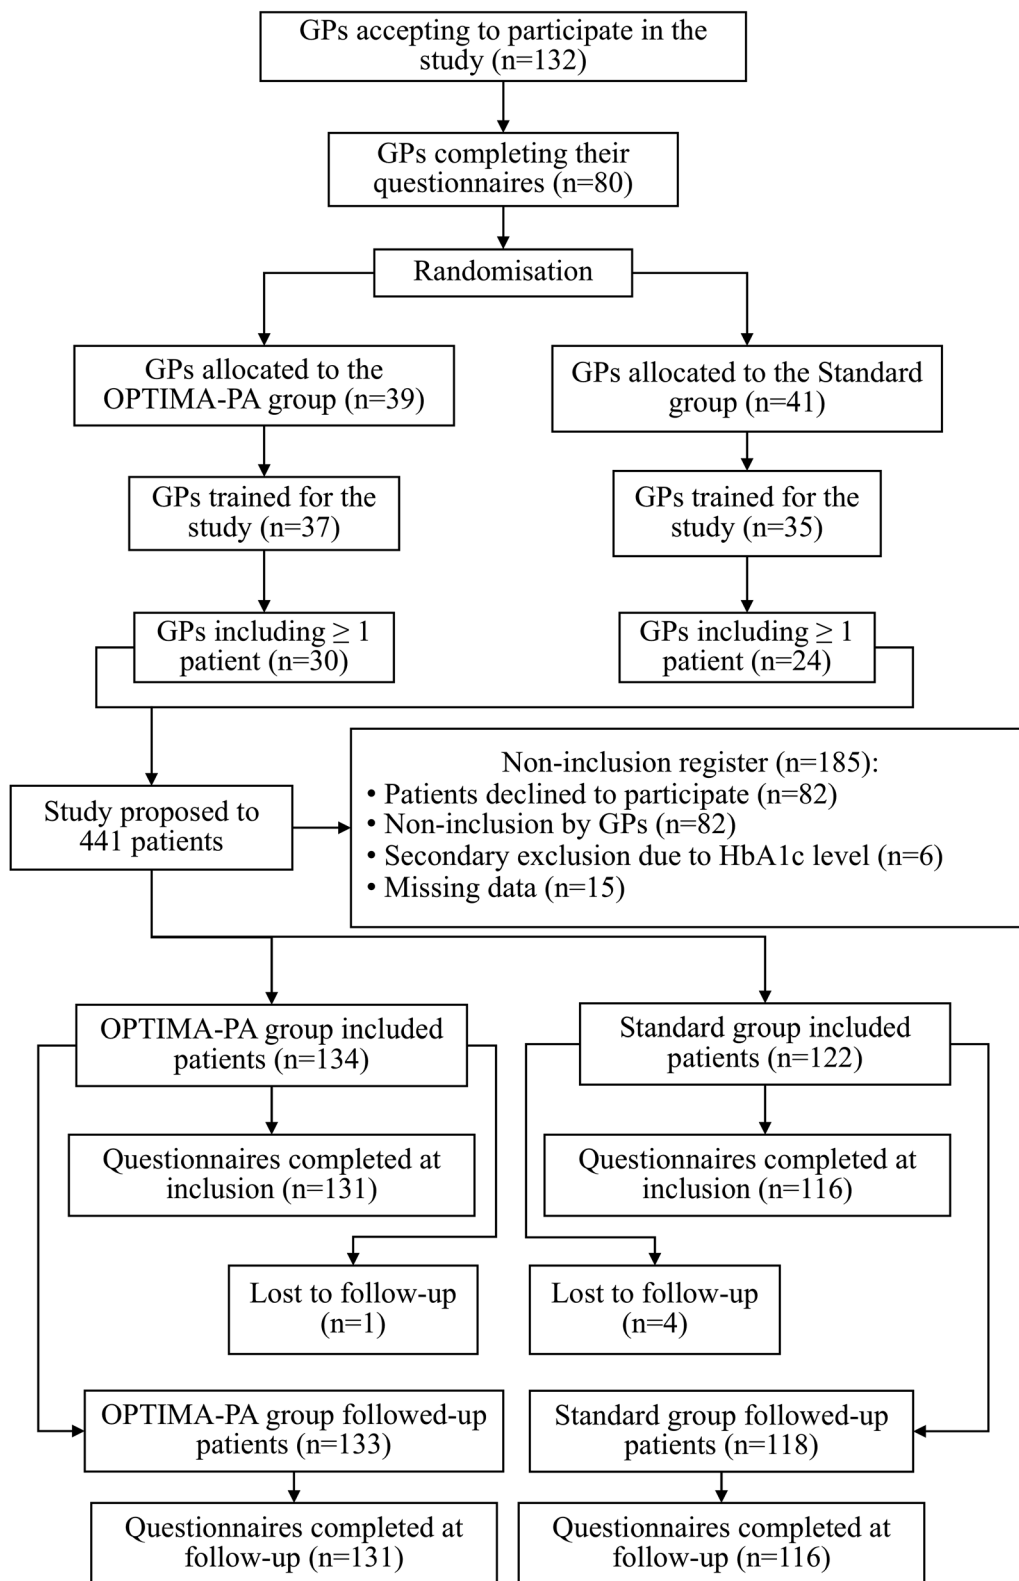 GPs accepting to participate in the
study (n=132)
GPs completing their
questionnaires (n=80)
Randomisation
GPs allocated to the
OPTIMA-PA group (n=39)
GPs allocated to the Standard
group (n=41)
GPs trained for the
study (n=37)
GPs trained for the
study (n=35)
GPs including ≥ 1
patient (n=30)
GPs including ≥ 1
patient (n=24)
Study proposed to
441 patients
Non-inclusion register (n=185):
• Patients declined to participate (n=82)
• Non-inclusion by GPs (n=82)
• Secondary exclusion due to HbA1c level (n=6)
• Missing data (n=15)
OPTIMA-PA group included
patients (n=134)
Standard group included
patients (n=122)
Questionnaires completed at
inclusion (n=131)
Questionnaires completed at
inclusion (n=116)
Lost to follow-up
(n=1)
Lost to follow-up
(n=4)
OPTIMA-PA group followed-up
patients (n=133)
Standard group followed-up
patients (n=118)
Questionnaires completed at
follow-up (n=131)
Questionnaires completed at
follow-up (n=116)